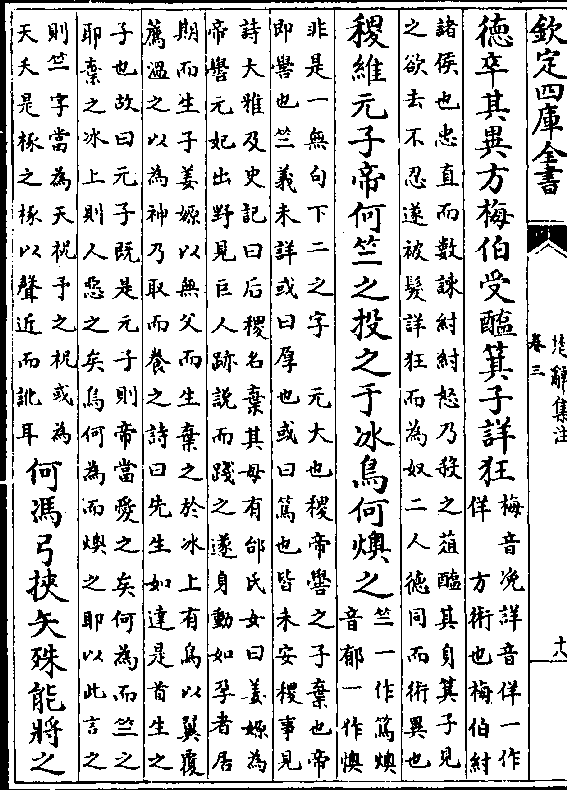 欽定四庫全書
楚辭集注
卷三
十八
德卒其異方梅伯受醢箕子詳狂
梅音浼詳音佯一作
佯　方術也梅伯紂
諸侯也忠直而數諫紂紂怒乃殺之菹醢其身箕子見
之欲去不忍遂被髮詳狂而為奴二人德同而術異也
稷維元子帝何竺之投之于冰鳥何燠之
竺一作篤燠
音郁一作懊
非是一無句下二之字　元大也稷帝嚳之子棄也帝
即嚳也竺義未詳或曰厚也或曰篤也皆未安稷事見
詩大雅及史記曰后稷名棄其母有邰氏女曰姜嫄為
帝嚳元妃出野見巨人跡說而踐之遂身動如孕者居
期而生子姜嫄以無父而生棄之於冰上有鳥以翼覆
薦溫之以為神乃取而養之詩曰先生如達是首生之
子也故曰元子既是元子則帝當愛之矣何為而竺之
耶棄之冰上則人惡之矣鳥何為而燠之耶以此言之
則竺字當為天祝予之祝或為
天夭是椓之椓以聲近而訛耳
何馮弓挾矢殊能將之